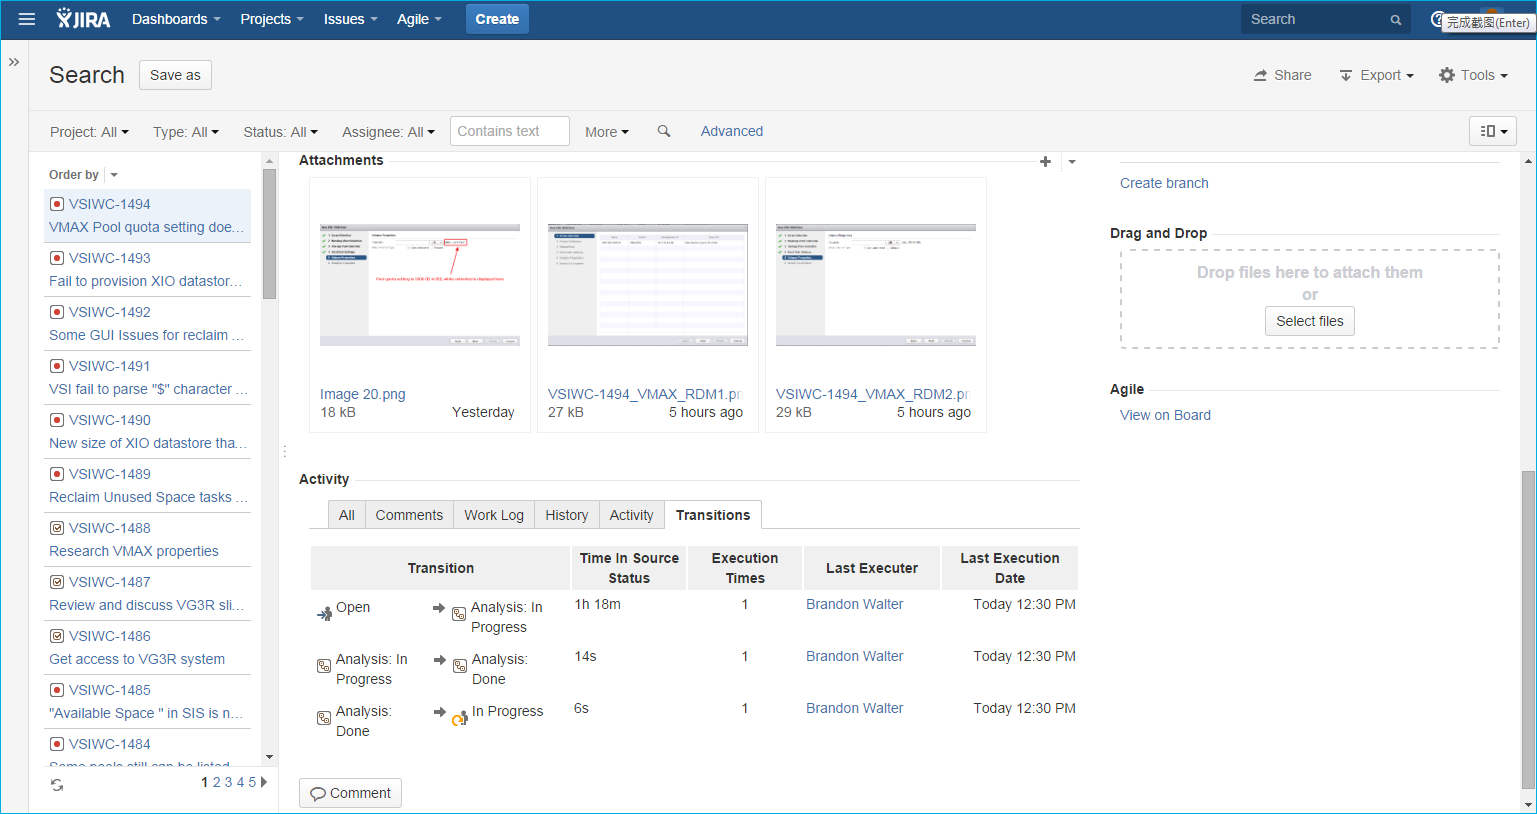 JIRA Dashboards Projects Issues Agile Create Search
完成截图(Enter)
Search Save as Share Export Tools
Project: All Type: All Status: All Assignee: All Contains text More Advanced
Order by
VSIWC-1494
VMAX Pool quota setting doe...
VSIWC-1493
Fail to provision XIO datastor...
VSIWC-1492
Some GUI Issues for reclaim ...
VSIWC-1491
VSI fail to parse "$" character ...
VSIWC-1490
New size of XIO datastore tha...
VSIWC-1489
Reclaim Unused Space tasks ...
VSIWC-1488
Research VMAX properties
VSIWC-1487
Review and discuss VG3R sli...
VSIWC-1486
Get access to VG3R system
VSIWC-1485
"Available Space " in SIS is n...
VSIWC-1484
Some pools still can be listed
1 2 3 4 5
Attachments
Image 20.png
18 kB Yesterday
VSIWC-1494_VMAX_RDM1.pr
27 kB 5 hours ago
VSIWC-1494_VMAX_RDM2.pr
29 kB 5 hours ago
Activity
All Comments Work Log History Activity Transitions
Transition Time In Source Status Execution Times Last Executer Last Execution Date
Open Analysis: In Progress 1h 18m 1 Brandon Walter Today 12:30 PM
Analysis: In Progress Analysis: Done 14s 1 Brandon Walter Today 12:30 PM
Analysis: Done In Progress 6s 1 Brandon Walter Today 12:30 PM
Comment
Create branch
Drag and Drop
Drop files here to attach them
or
Select files
Agile
View on Board